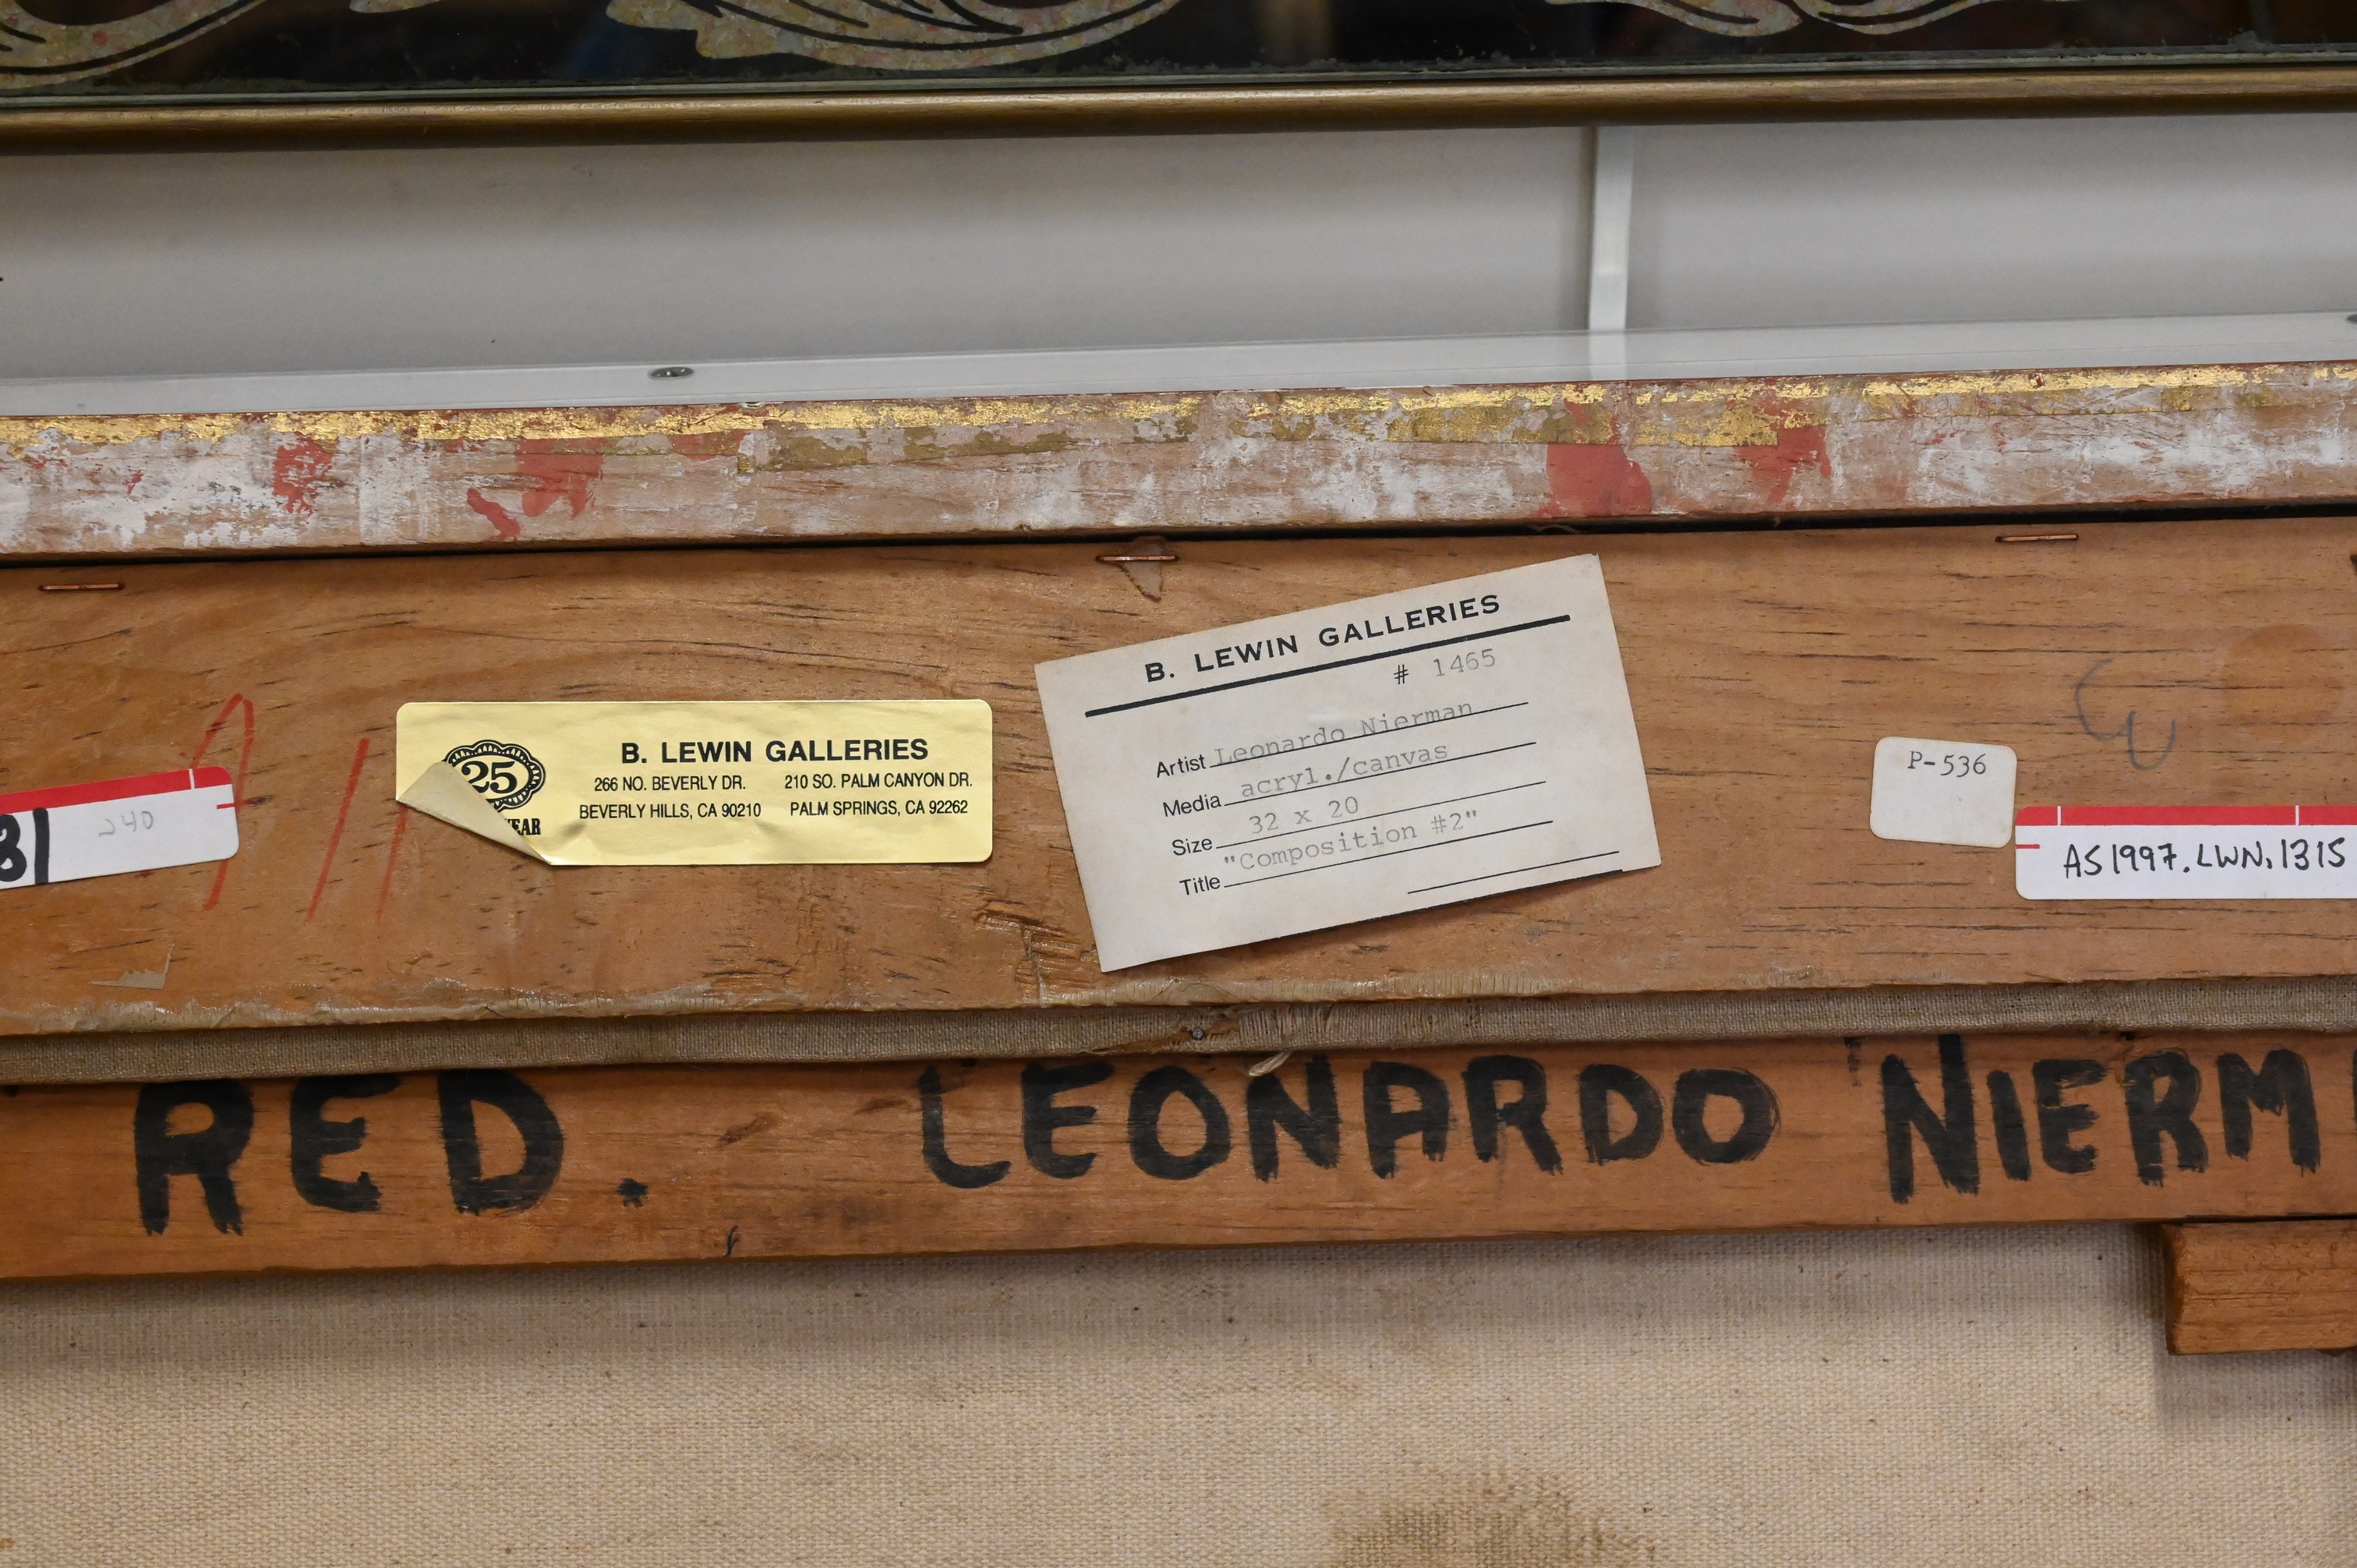 B. LEWIN GALLERIES
266 NO. BEVERLY DR. 210 SO. PALM CANYON DR.
BEVERLY HILLS, CA 90210 PALM SPRINGS, CA 92262
25
YEAR
B. LEWIN GALLERIES
# 1465
Artist Leonardo Nierman
Media acryl./canvas
Size 32 x 20
Title "Composition #2"
P-536
AS1997.LWN.1315
240
RED. LEONARDO NIERM